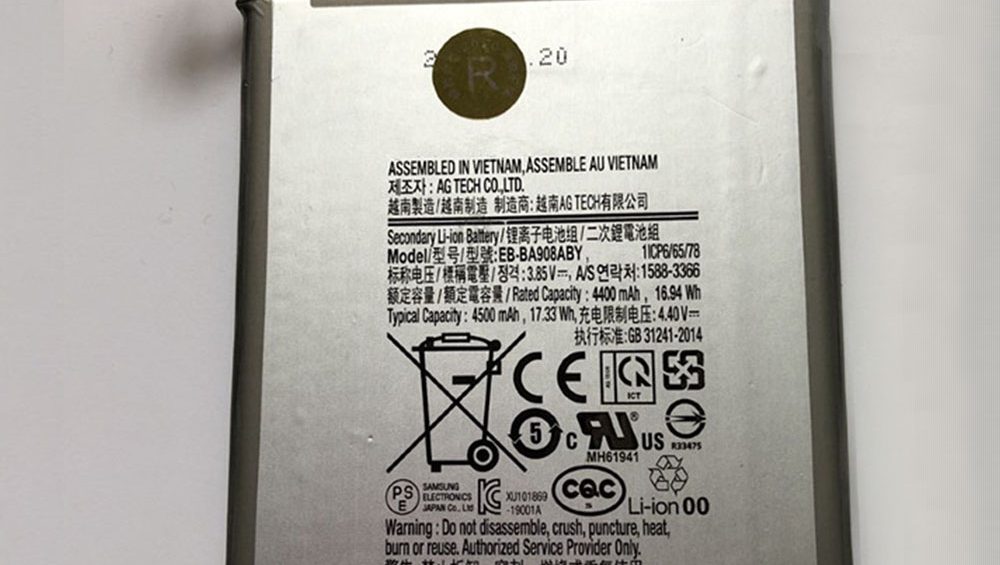 .20
R
ASSEMBLED IN VIETNAM, ASSEMBLE AU VIETNAM
제조자 : AG TECH CO.,LTD.
越南製造/越南制造 制造商: 越南AG TECH有限公司
Secondary Li-ion Battery/锂离子电池组/二次鋰電池組
Model/型号/型號:EB-BA908ABY, 1ICP6/65/78
标称电压/標稱電壓/정격 : 3.85V⎓, A/S 연락처: 1588-3366
额定容量/額定電容量/Rated Capacity : 4400 mAh , 16.94 Wh
Typical Capacity : 4500 mAh , 17.33 Wh, 充电限制电压: 4.40V⎓
执行标准:GB 31241-2014
CE
AG TECH
ICT
5
c RU ® US
MH61941
R33475
PSE
SAMSUNG
ELECTRONICS
JAPAN Co., Ltd
XU101869
-19001A
CQC
Li-ion 00
Warning : Do not disassemble, crush, puncture, heat,
burn or reuse. Authorized Service Provider Only.